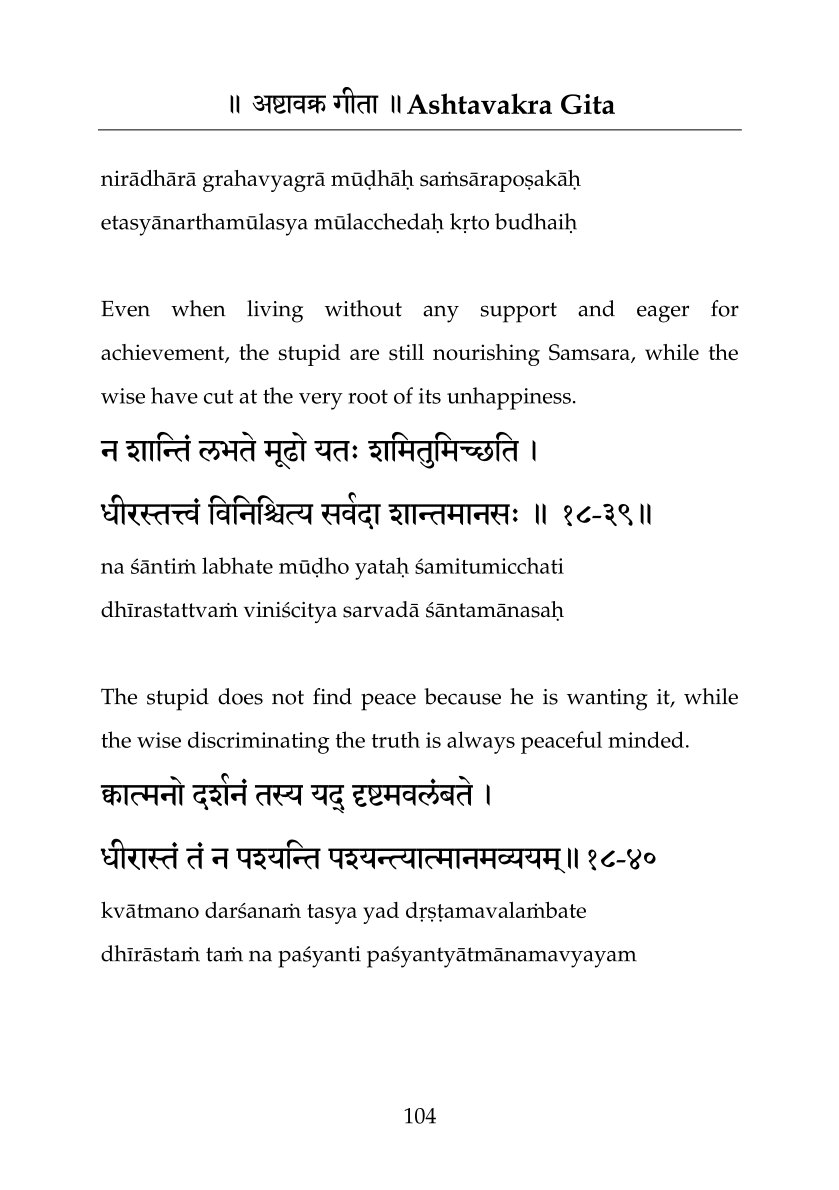 ॥ अष्टावक्र गीता ॥ Ashtavakra Gita
nirādhārā grahavyagrā mūḍhāḥ saṁsārapoṣakāḥ
etasyānarthamūlasya mūlacchedaḥ kṛto budhaiḥ
Even when living without any support and eager for
achievement, the stupid are still nourishing Samsara, while the
wise have cut at the very root of its unhappiness.
न शान्तिं लभते मूढो यतः शमितुमिच्छति ।
धीरस्तत्त्वं विनिश्चित्य सर्वदा शान्तमानसः ॥ १८-३९॥
na śāntiṁ labhate mūḍho yataḥ śamitumicchati
dhīrastattvaṁ viniścitya sarvadā śāntamānasaḥ
The stupid does not find peace because he is wanting it, while
the wise discriminating the truth is always peaceful minded.
क्वात्मनो दर्शनं तस्य यद् दृष्टमवलंबते ।
धीरास्तं तं न पश्यन्ति पश्यन्त्यात्मानमव्ययम्॥ १८-४०
kvātmano darśanaṁ tasya yad dṛṣṭamavalaṁbate
dhīrāstaṁ taṁ na paśyanti paśyantyātmānamavyayam
104